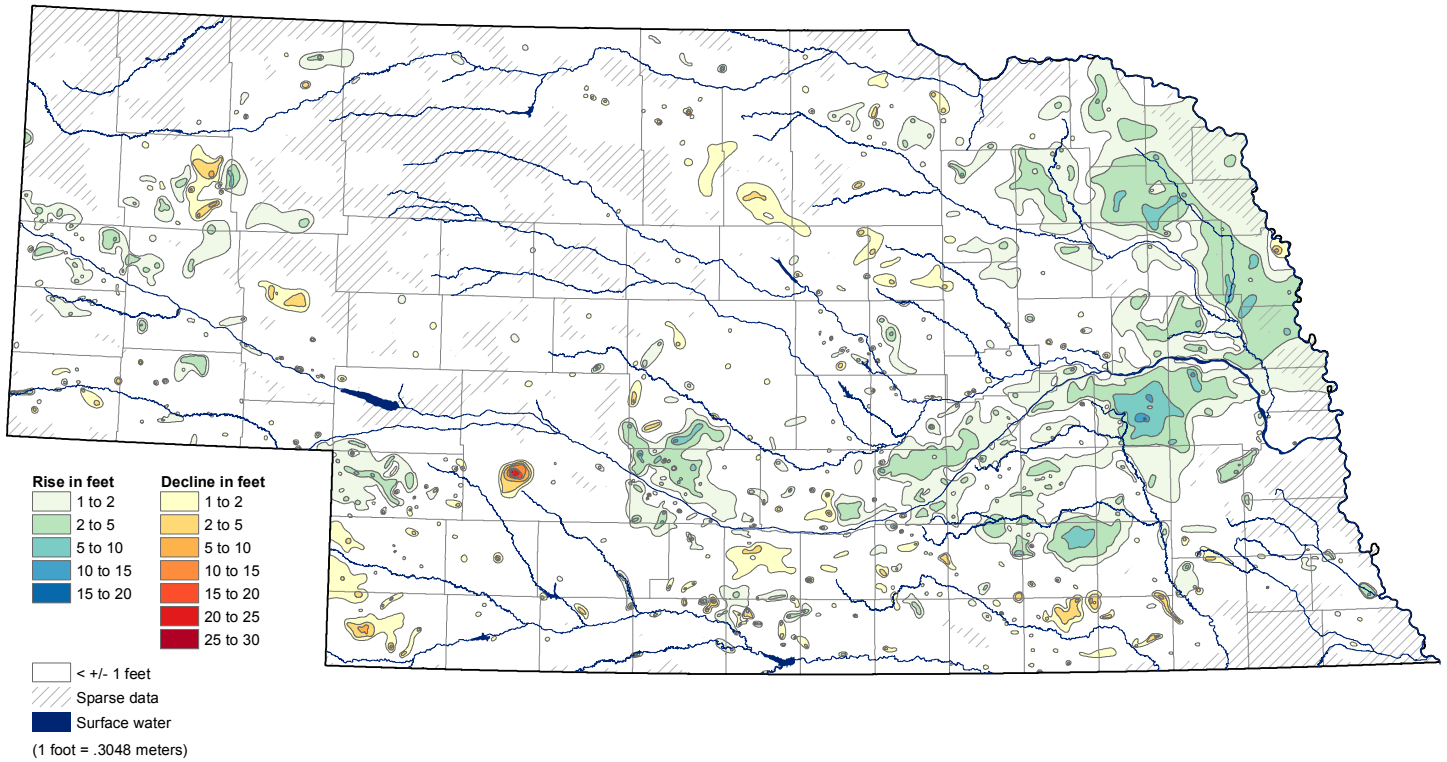 Rise in feet
1 to 2
2 to 5
5 to 10
10 to 15
15 to 20
Decline in feet
1 to 2
2 to 5
5 to 10
10 to 15
15 to 20
20 to 25
25 to 30
< +/- 1 feet
Sparse data
Surface water
(1 foot = .3048 meters)